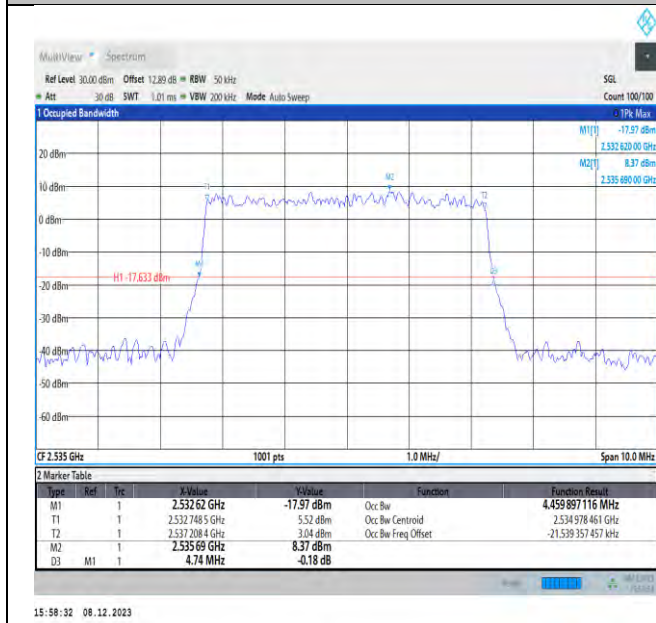 MultiView Spectrum
Ref Level 30.00 dBm Offset 12.89 dB RBW 50 kHz SGL
Att 30 dB SWT 1.01 ms VBW 200 kHz Mode Auto Sweep Count 100/100
1 Occupied Bandwidth 1Pk Max
M1[1] -17.97 dBm
2.532 620 00 GHz
M2[1] 8.37 dBm
2.535 690 00 GHz
20 dBm
10 dBm
T1 M2 T2
0 dBm
-10 dBm
M1 D3
H1 -17.633 dBm
-20 dBm
-30 dBm
-40 dBm
-50 dBm
-60 dBm
CF 2.535 GHz 1001 pts 1.0 MHz/ Span 10.0 MHz
2 Marker Table
Type Ref Trc X-Value Y-Value Function Function Result
M1 1 2.532 62 GHz -17.97 dBm Occ Bw 4.459 897 116 MHz
T1 1 2.532 748 5 GHz 5.52 dBm Occ Bw Centroid 2.534 978 461 GHz
T2 1 2.537 208 4 GHz 3.04 dBm Occ Bw Freq Offset -21.539 357 457 kHz
M2 1 2.535 69 GHz 8.37 dBm
D3 M1 1 4.74 MHz -0.18 dB
15:58:32 08.12.2023